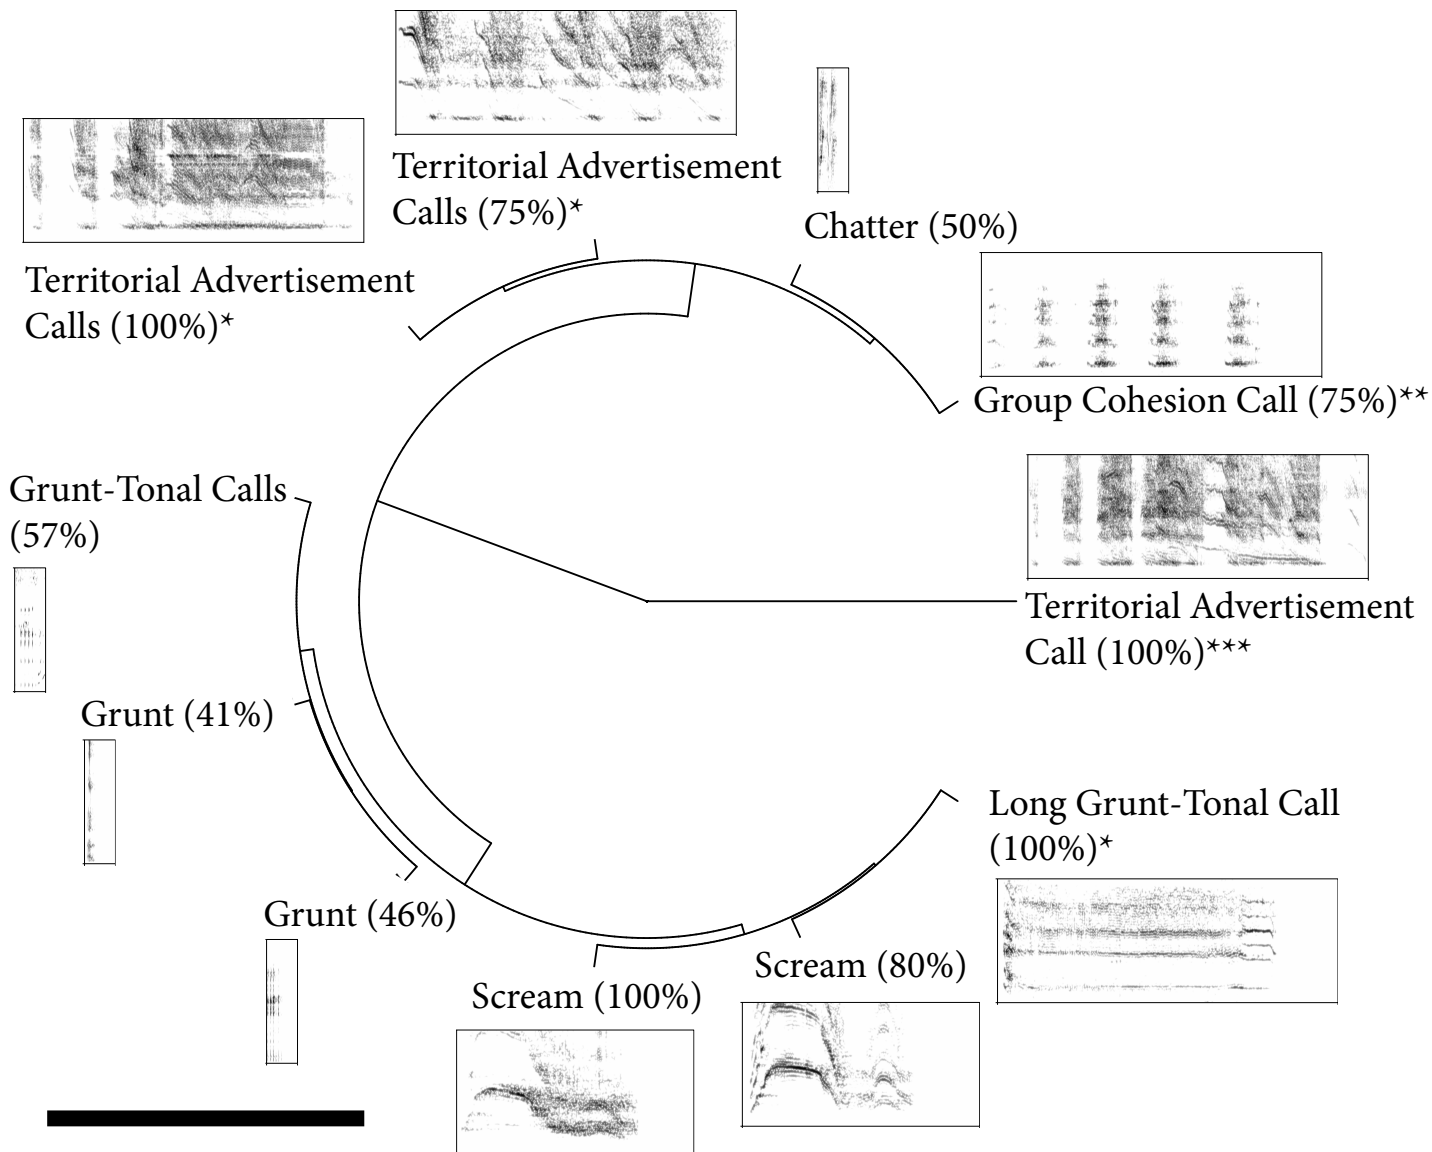 Territorial Advertisement
Calls (75%)*
Chatter (50%)
Territorial Advertisement
Calls (100%)*
Group Cohesion Call (75%)**
Grunt-Tonal Calls
(57%)
Territorial Advertisement
Call (100%)***
Grunt (41%)
Long Grunt-Tonal Call
(100%)*
Grunt (46%)
Scream (80%)
Scream (100%)